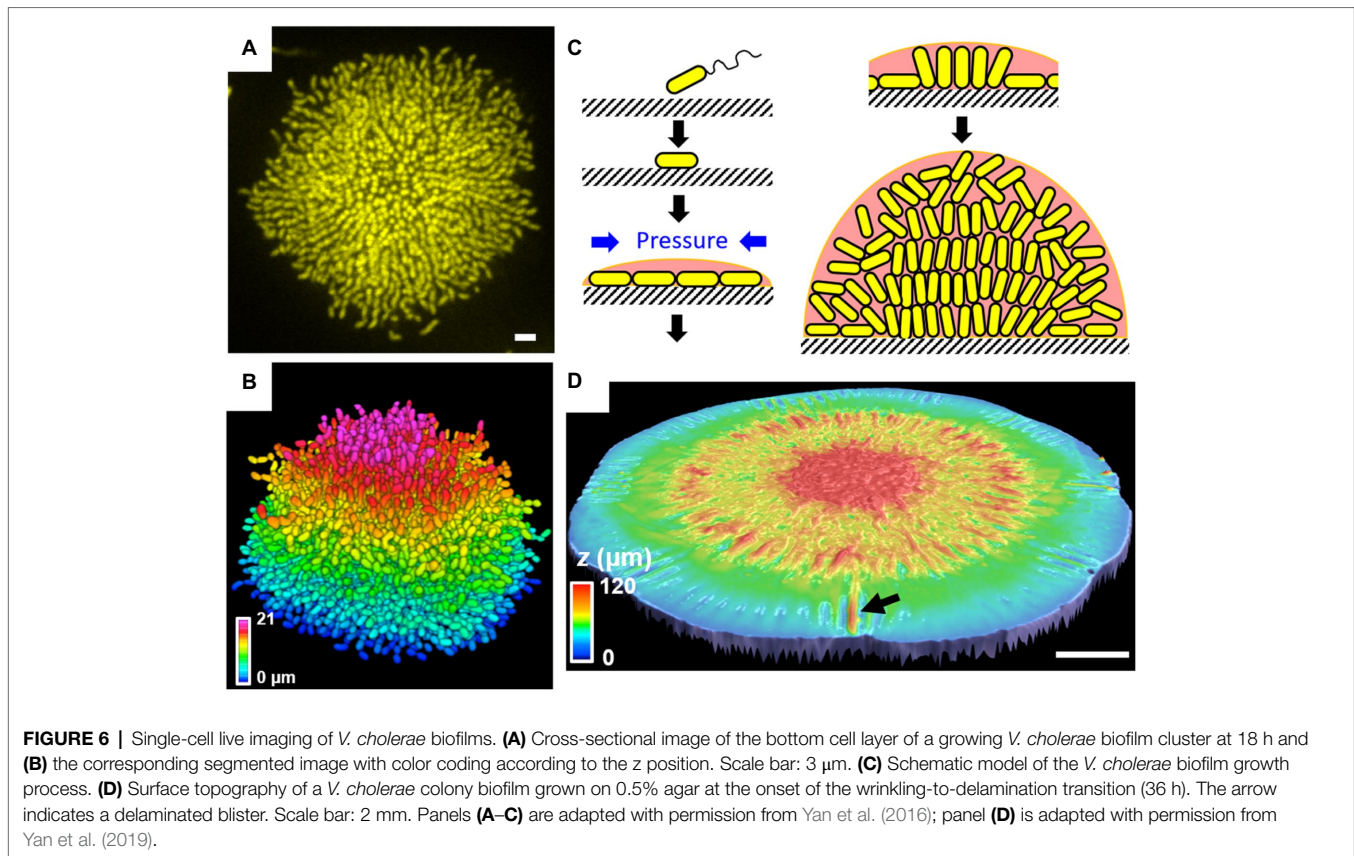 A
C
Pressure
B
21
0 µm
D
z (µm)
120
0
FIGURE 6 | Single-cell live imaging of V. cholerae biofilms. (A) Cross-sectional image of the bottom cell layer of a growing V. cholerae biofilm cluster at 18 h and
(B) the corresponding segmented image with color coding according to the z position. Scale bar: 3 μm. (C) Schematic model of the V. cholerae biofilm growth
process. (D) Surface topography of a V. cholerae colony biofilm grown on 0.5% agar at the onset of the wrinkling-to-delamination transition (36 h). The arrow
indicates a delaminated blister. Scale bar: 2 mm. Panels (A–C) are adapted with permission from Yan et al. (2016); panel (D) is adapted with permission from
Yan et al. (2019).